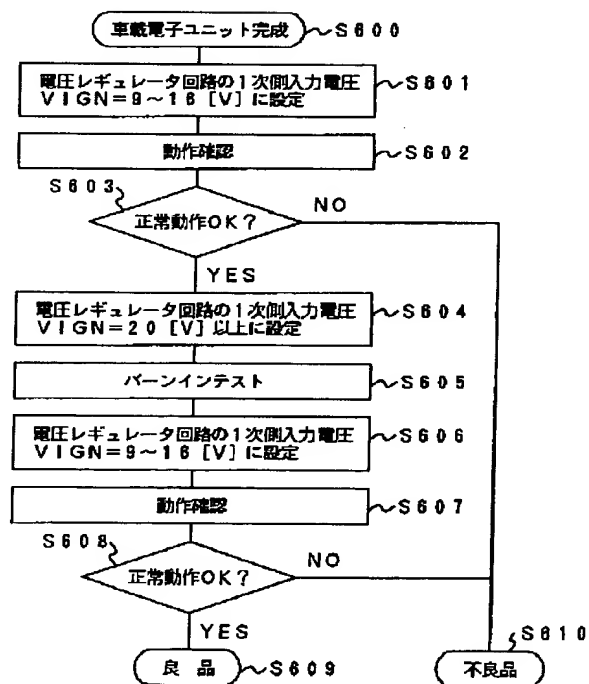 車載電子ユニット完成 S600
電圧レギュレータ回路の1次側入力電圧 S601
VIGN=9~16[V]に設定
動作確認 S602
S603
正常動作OK? NO
YES
電圧レギュレータ回路の1次側入力電圧 S604
VIGN=20[V]以上に設定
バーンインテスト S605
電圧レギュレータ回路の1次側入力電圧 S606
VIGN=9~16[V]に設定
動作確認 S607
S608
正常動作OK? NO
YES S610
良品 S609 不良品